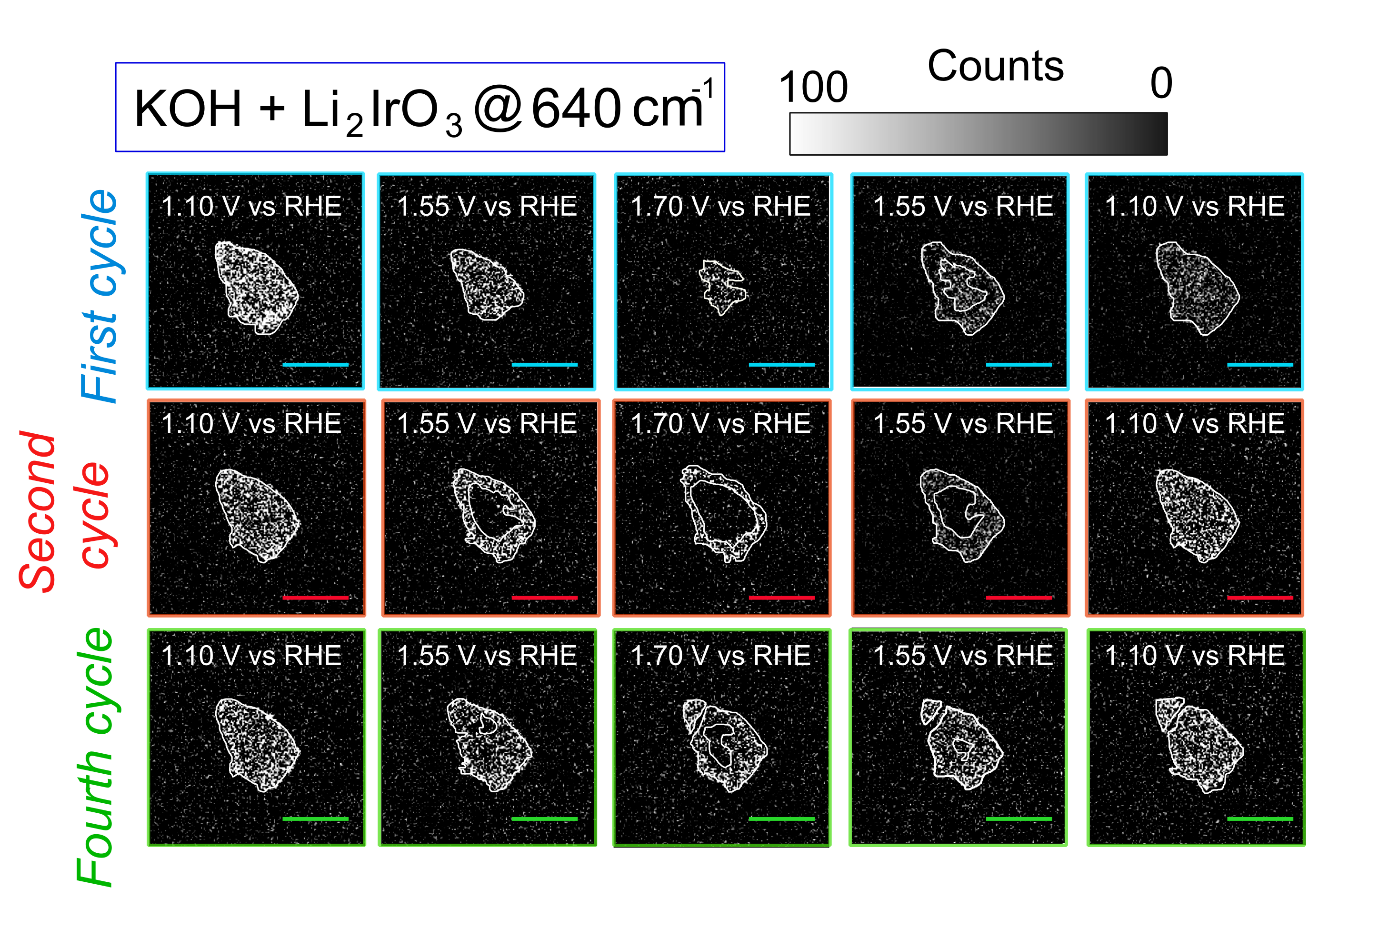 KOH + Li₂IrO₃ @ 640 cm⁻¹
Counts
100 0
First cycle
1.10 V vs RHE
1.55 V vs RHE
1.70 V vs RHE
1.55 V vs RHE
1.10 V vs RHE
Second
cycle
1.10 V vs RHE
1.55 V vs RHE
1.70 V vs RHE
1.55 V vs RHE
1.10 V vs RHE
Fourth cycle
1.10 V vs RHE
1.55 V vs RHE
1.70 V vs RHE
1.55 V vs RHE
1.10 V vs RHE